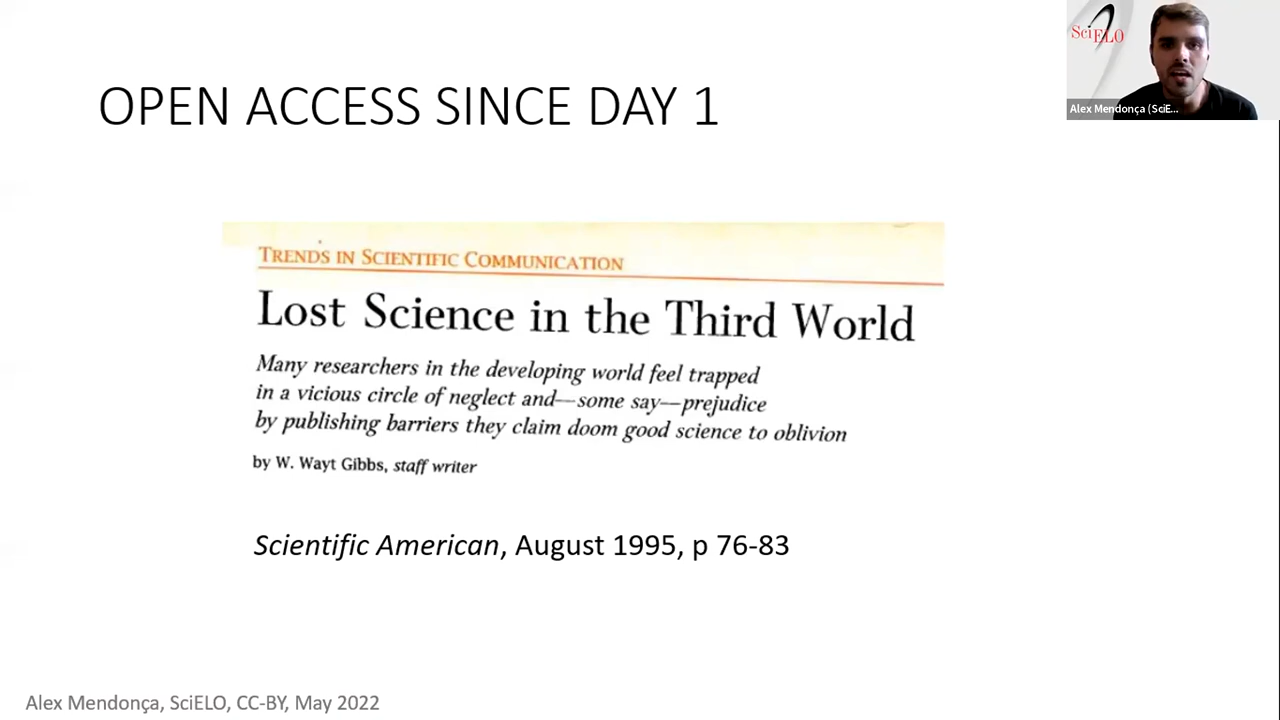 OPEN ACCESS SINCE DAY 1
SciELO
Alex Mendonça (SciE...
TRENDS IN SCIENTIFIC COMMUNICATION
Lost Science in the Third World
Many researchers in the developing world feel trapped
in a vicious circle of neglect and—some say—prejudice
by publishing barriers they claim doom good science to oblivion
by W. Wayt Gibbs, staff writer
Scientific American, August 1995, p 76-83
Alex Mendonça, SciELO, CC-BY, May 2022